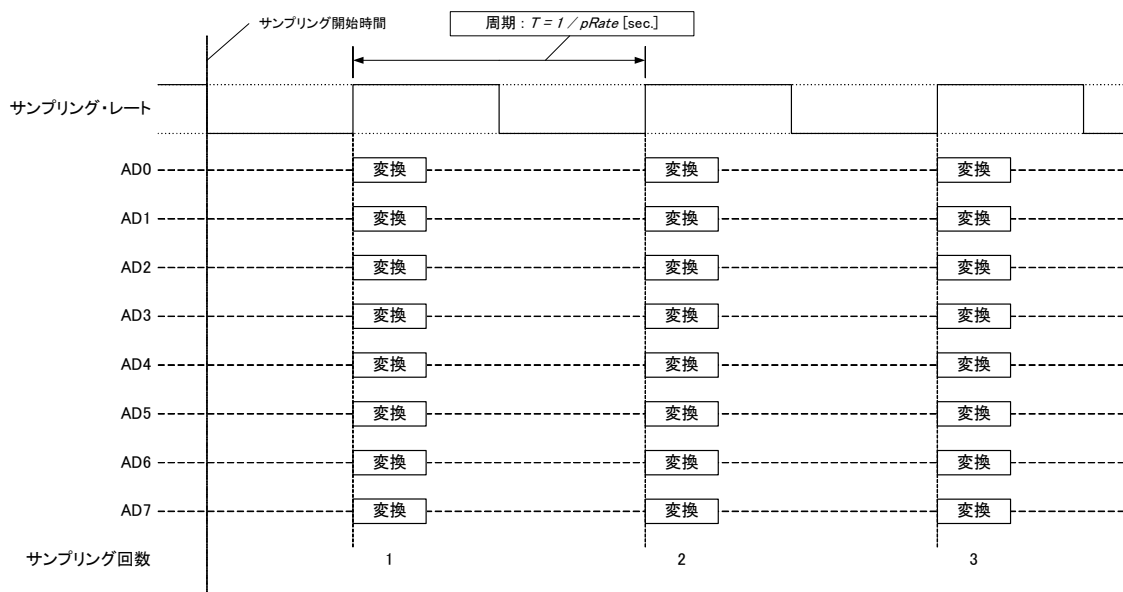 サンプリング開始時間
周期：T = 1 / pRate [sec.]
サンプリング・レート
AD0 変換 変換 変換
AD1 変換 変換 変換
AD2 変換 変換 変換
AD3 変換 変換 変換
AD4 変換 変換 変換
AD5 変換 変換 変換
AD6 変換 変換 変換
AD7 変換 変換 変換
サンプリング回数 1 2 3